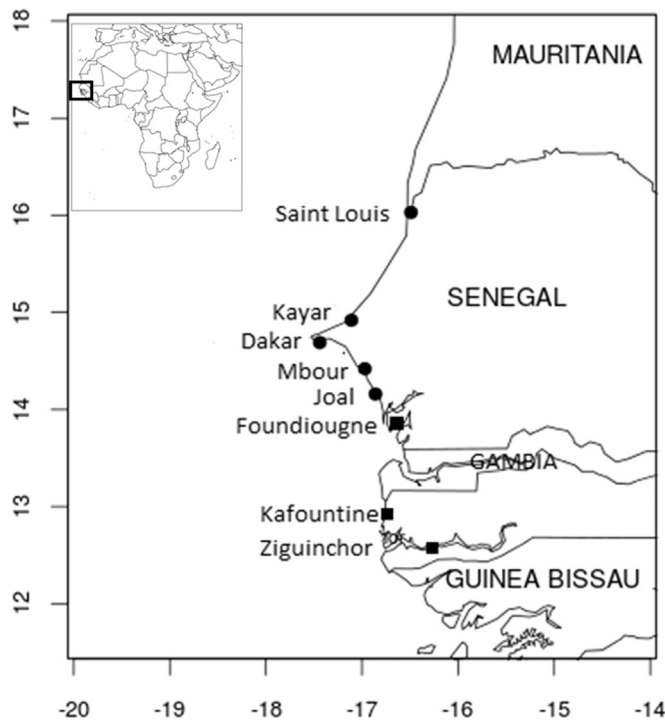 18
MAURITANIA
17
Saint Louis
16
SENEGAL
Kayar
15
Dakar
Mbour
Joal
14
Foundiougne
GAMBIA
13
Kafountine
Ziguinchor
GUINEA BISSAU
12
-20 -19 -18 -17 -16 -15 -14